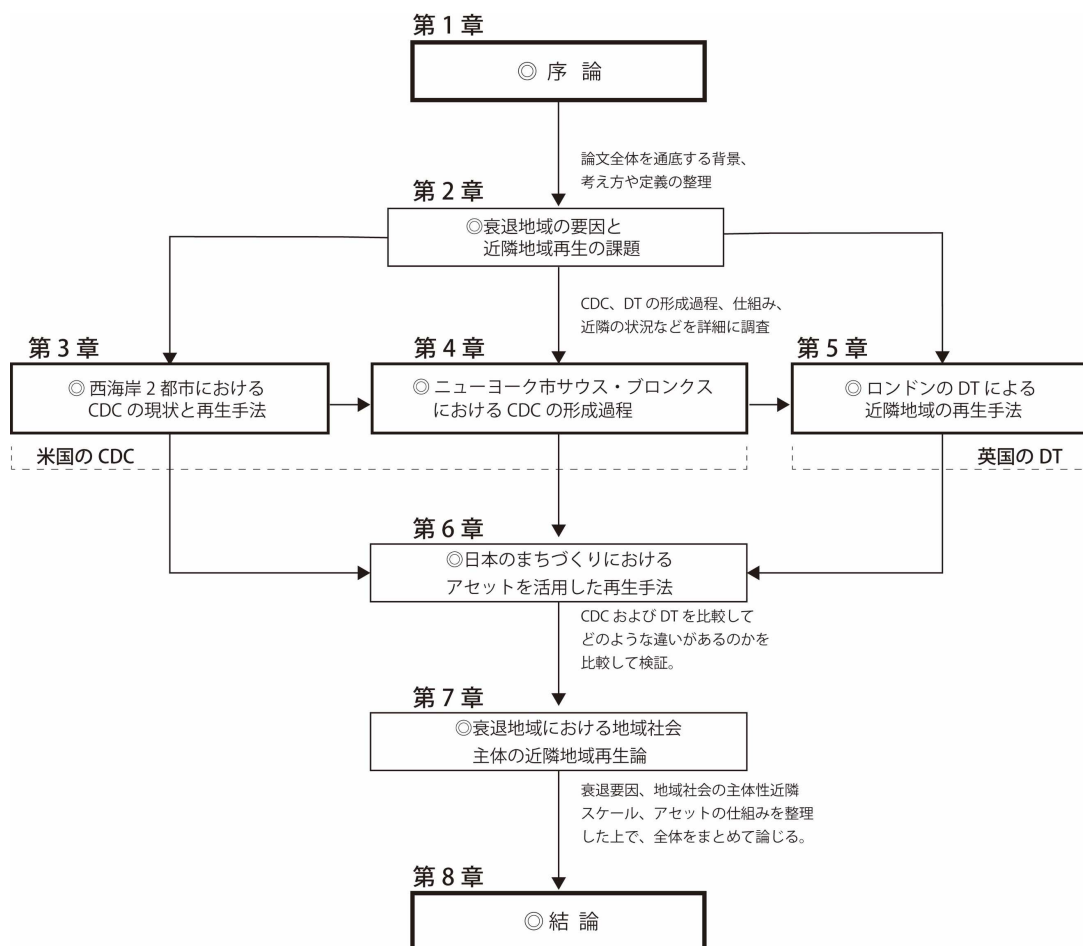 第 1 章
◎ 序 論
論文全体を通底する背景、
考え方や定義の整理
第 2 章
◎衰退地域の要因と
近隣地域再生の課題
CDC、DT の形成過程、仕組み、
近隣の状況などを詳細に調査
第 3 章
◎ 西海岸 2 都市における
CDC の現状と再生手法
第 4 章
◎ ニューヨーク市サウス・ブロンクス
における CDC の形成過程
第 5 章
◎ ロンドンの DT による
近隣地域の再生手法
米国の CDC
英国の DT
第 6 章
◎日本のまちづくりにおける
アセットを活用した再生手法
CDC および DT を比較して
どのような違いがあるのかを
比較して検証。
第 7 章
◎衰退地域における地域社会
主体の近隣地域再生論
衰退要因、地域社会の主体性近隣
スケール、アセットの仕組みを整理
した上で、全体をまとめて論じる。
第 8 章
◎ 結 論